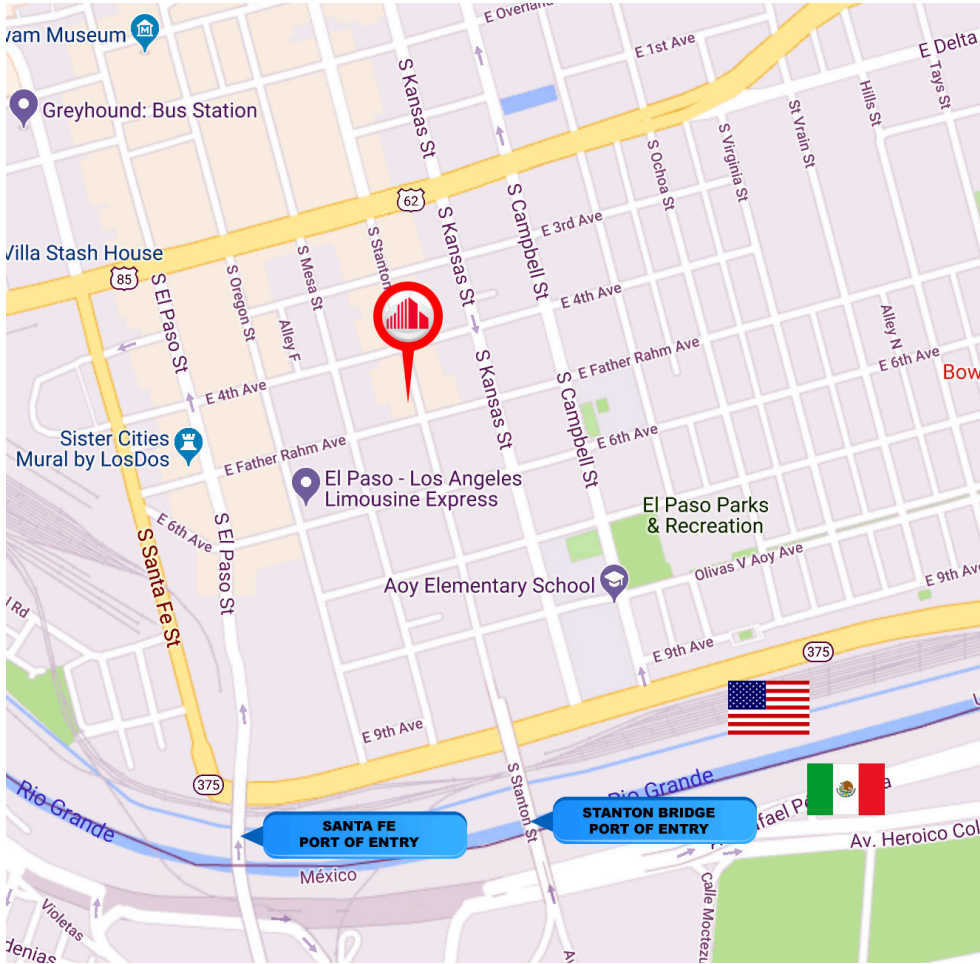 E Overland
vam Museum
E 1st Ave
E Delta
S Kansas St
Tays St
Hills St
Greyhound: Bus Station
St Vrain St
S Virginia St
S Ochoa St
62
S Campbell St
S Kansas St
E 3rd Ave
S Stanton
Villa Stash House
S Mesa St
85
S Oregon St
S El Paso St
E 4th Ave
Alley F
Alley N
E Father Rahm Ave
S Kansas St
E 6th Ave
Bow
S Campbell St
E 4th Ave
Sister Cities
Mural by LosDos
E 6th Ave
E Father Rahm Ave
El Paso - Los Angeles
Limousine Express
El Paso Parks
& Recreation
E 6th Ave
S El Paso St
S Santa Fe St
Olivas V Aoy Ave
Aoy Elementary School
E 9th Ave
Rd
E 9th Ave
375
E 9th Ave
375
S Stanton St
Rio Grande
Rio Grande
STANTON BRIDGE
PORT OF ENTRY
SANTA FE
PORT OF ENTRY
Av. Heroico Col
México
Calle Moctezu
Violetas
denias
Av